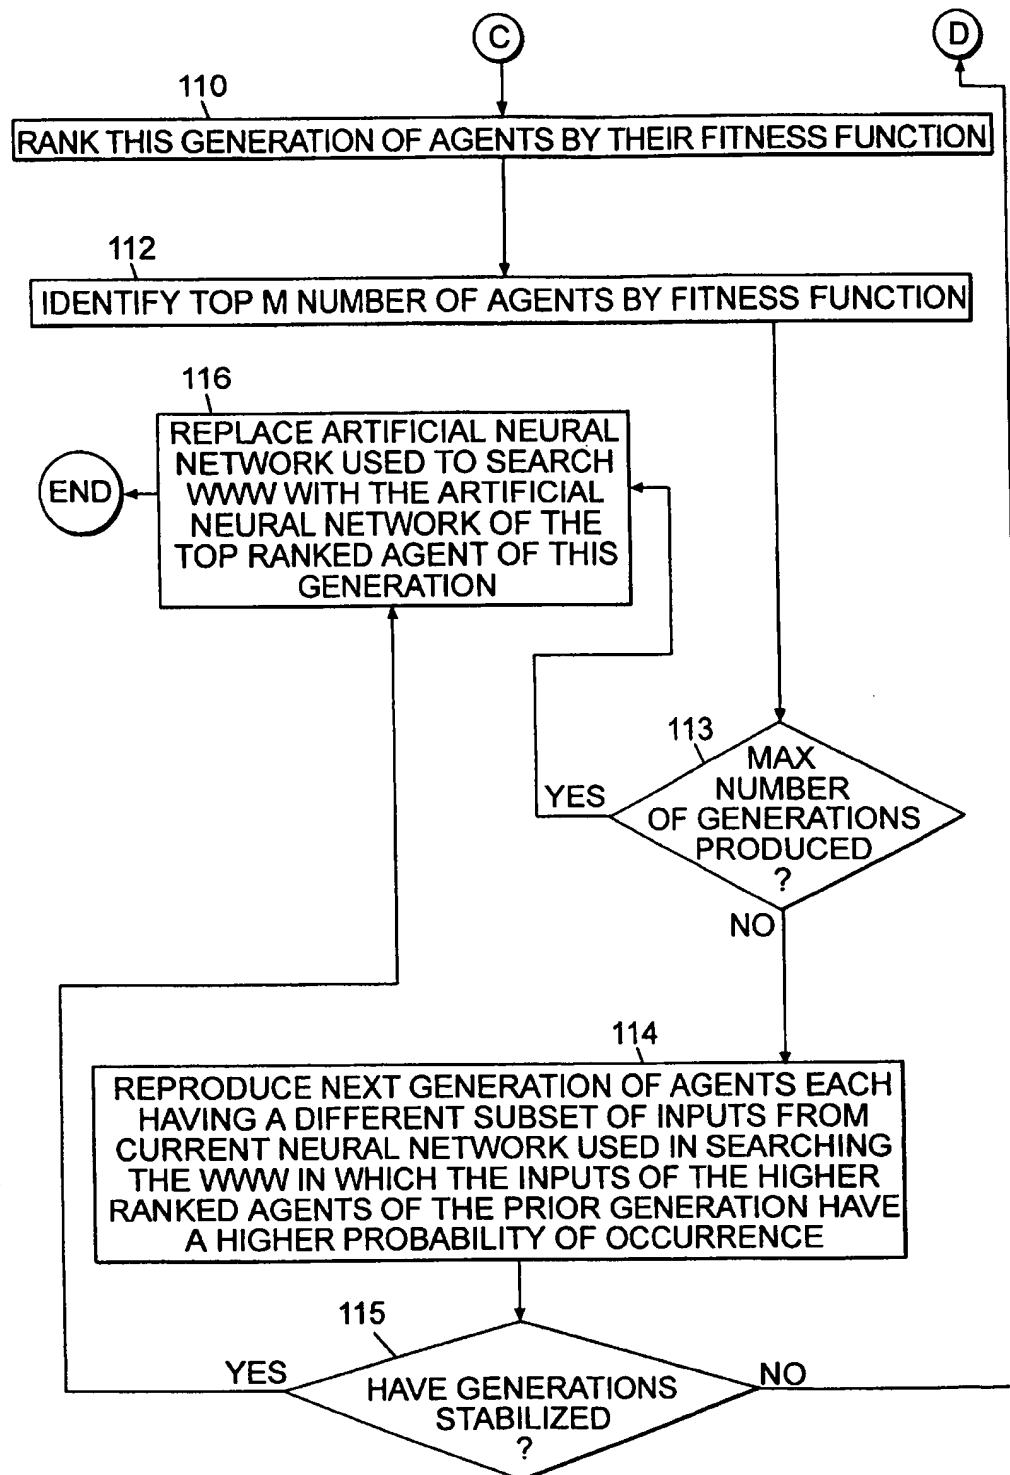 C
D
110
RANK THIS GENERATION OF AGENTS BY THEIR FITNESS FUNCTION
112
IDENTIFY TOP M NUMBER OF AGENTS BY FITNESS FUNCTION
116
REPLACE ARTIFICIAL NEURAL
NETWORK USED TO SEARCH
WWW WITH THE ARTIFICIAL
NEURAL NETWORK OF THE
TOP RANKED AGENT OF THIS
GENERATION
END
113
MAX
NUMBER
OF GENERATIONS
PRODUCED
?
YES
NO
114
REPRODUCE NEXT GENERATION OF AGENTS EACH
HAVING A DIFFERENT SUBSET OF INPUTS FROM
CURRENT NEURAL NETWORK USED IN SEARCHING
THE WWW IN WHICH THE INPUTS OF THE HIGHER
RANKED AGENTS OF THE PRIOR GENERATION HAVE
A HIGHER PROBABILITY OF OCCURRENCE
115
YES
HAVE GENERATIONS
STABILIZED
?
NO